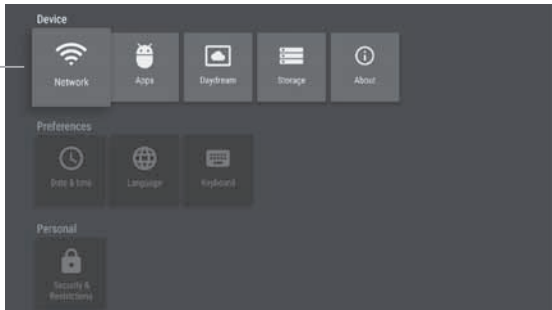 Device
Network
Apps
Daydream
Storage
About
Preferences
Date & time
Language
Keyboard
Personal
Security &
Restrictions